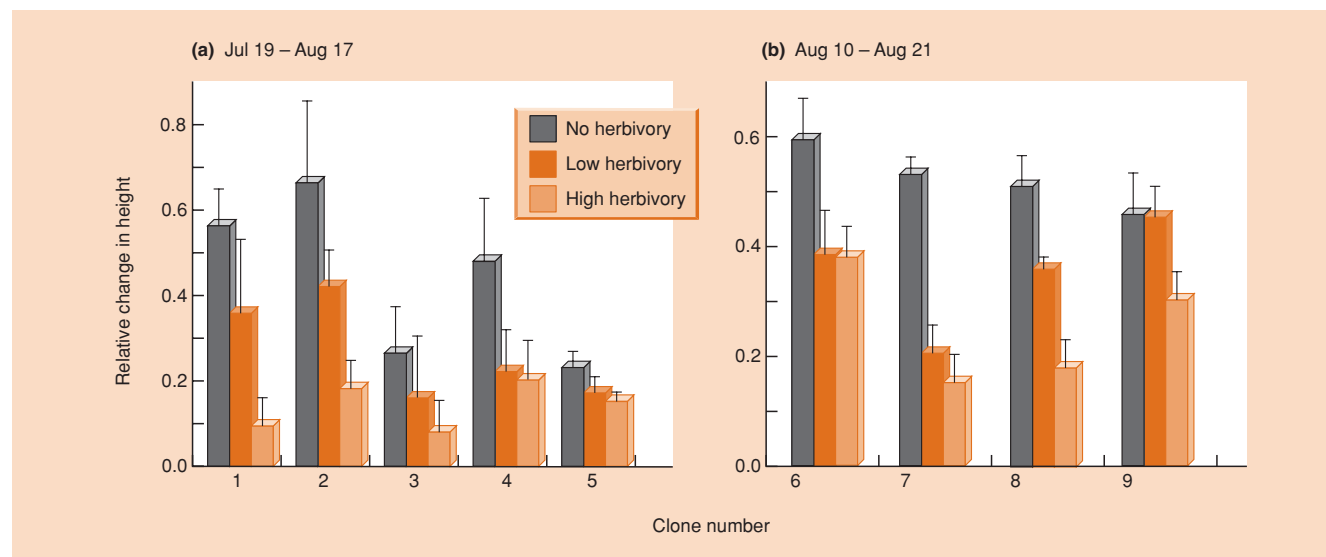 (a) Jul 19 – Aug 17
(b) Aug 10 – Aug 21
Relative change in height
0.8
0.6
0.4
0.2
0.0
No herbivory
Low herbivory
High herbivory
1 2 3 4 5
0.6
0.4
0.2
0.0
6 7 8 9
Clone number